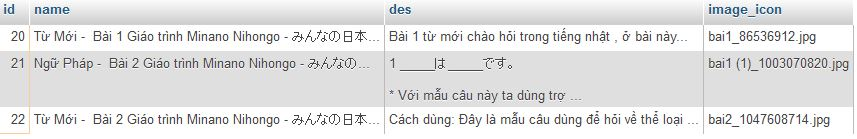 id name des image_icon
20 Từ Mới - Bài 1 Giáo trình Minano Nihongo - みんなの日本... Bài 1 từ mới chào hỏi trong tiếng nhật , ở bài này... bai1_86536912.jpg
21 Ngữ Pháp - Bài 2 Giáo trình Minano Nihongo - みんなの... 1 _____は_____です。 bai1 (1)_1003070820.jpg
* Với mẫu câu này ta dùng trợ ...
22 Từ Mới - Bài 2 Giáo trình Minano Nihongo - みんなの日本... Cách dùng: Đây là mẫu câu dùng để hỏi về thể loại ... bai2_1047608714.jpg